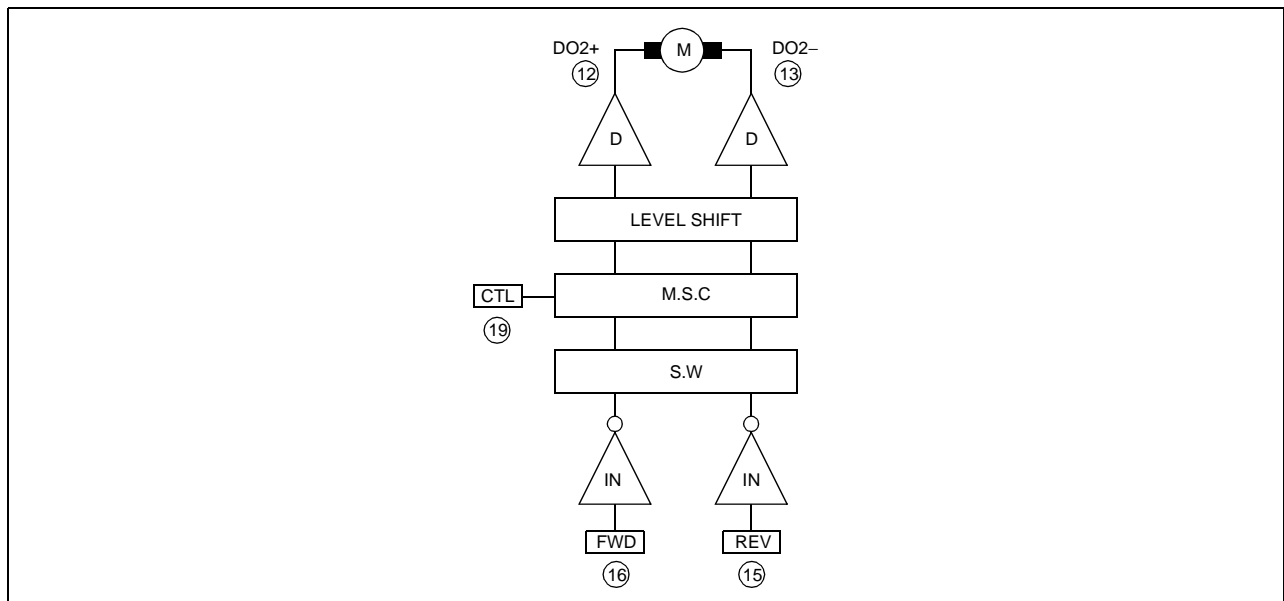 DO2+ M DO2–
12 13
D D
LEVEL SHIFT
CTL M.S.C
19
S.W
IN IN
FWD REV
16 15